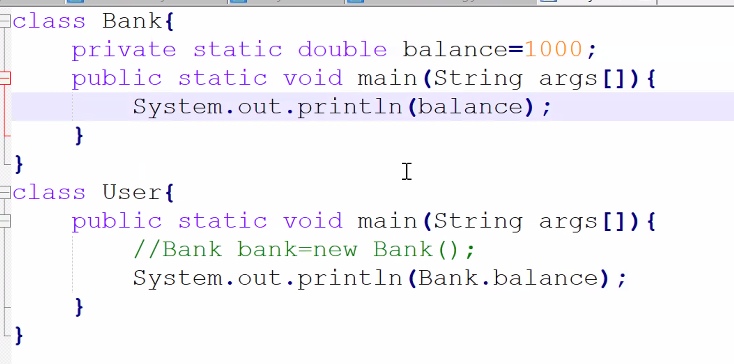 class Bank{
private static double balance=1000;
public static void main(String args[]){
System.out.println(balance);
}
}
class User{
public static void main(String args[]){
//Bank bank=new Bank();
System.out.println(Bank.balance);
}
}